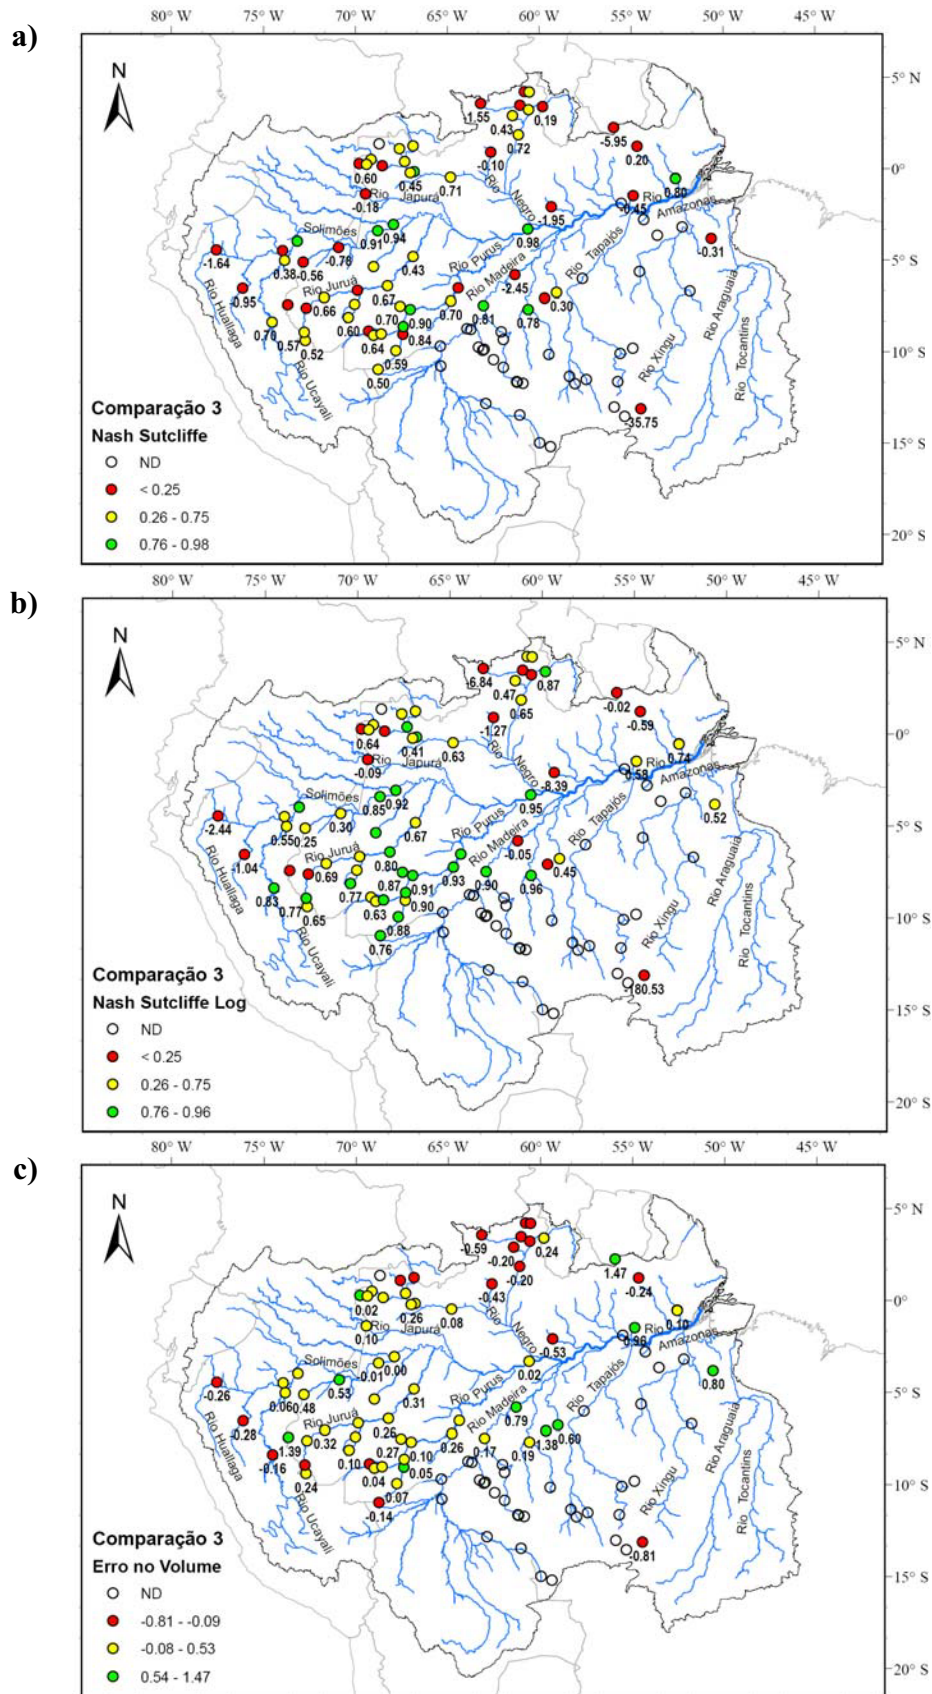 a)
80° W 75° W 70° W 65° W 60° W 55° W 50° W 45° W
N
5° N
0°
5° S
10° S
15° S
20° S
-1.55
0.19
0.43
0.72
-5.95
0.20
-0.10
0.60
0.45
0.71
0.80
Rio Japurá
-0.18
Rio Negro
-1.95
-0.45
Rio Amazonas
Solimões
0.91
0.94
0.98
-0.31
-1.64
0.38
-0.56
-0.78
0.43
Rio Purus
Rio Madeira
-2.45
Rio Tapajós
-0.95
Rio Juruá
0.66
0.67
0.70
0.30
Rio Huallaga
0.70
0.90
0.81
0.78
0.57
0.52
0.60
0.64
0.84
0.59
0.50
Rio Ucayali
Rio Xingu
Rio Araguaia
Rio Tocantins
-35.75
Comparação 3
Nash Sutcliffe
ND
< 0.25
0.26 - 0.75
0.76 - 0.98
80° W 75° W 70° W 65° W 60° W 55° W 50° W 45° W
b)
N
5° N
0°
5° S
10° S
15° S
20° S
-6.84
0.87
0.47
0.65
-0.02
-0.59
-1.27
0.64
0.41
0.63
0.74
Rio Japurá
-0.09
Rio Negro
-8.39
0.58
Rio Amazonas
Solimões
0.85
0.92
0.95
0.52
-2.44
0.55
0.25
0.30
0.67
Rio Purus
Rio Madeira
-0.05
Rio Tapajós
-1.04
Rio Juruá
0.69
0.80
0.93
0.45
Rio Huallaga
0.83
0.77
0.65
0.77
0.87
0.91
0.90
0.96
0.63
0.90
0.88
0.76
Rio Ucayali
Rio Xingu
Rio Araguaia
Rio Tocantins
-180.53
Comparação 3
Nash Sutcliffe Log
ND
< 0.25
0.26 - 0.75
0.76 - 0.96
80° W 75° W 70° W 65° W 60° W 55° W 50° W 45° W
c)
N
5° N
0°
5° S
10° S
15° S
20° S
-0.59
0.24
-0.20
-0.20
1.47
-0.24
-0.43
0.02
0.26
0.08
0.10
Rio Japurá
0.10
Rio Negro
-0.53
0.96
Rio Amazonas
Solimões
0.01
0.00
0.02
0.80
-0.26
0.06
0.48
0.53
0.31
Rio Purus
Rio Madeira
0.79
Rio Tapajós
-0.28
Rio Juruá
0.32
0.26
0.26
0.17
1.38
0.60
Rio Huallaga
-0.16
1.39
0.24
0.10
0.27
0.10
0.19
0.04
0.05
0.07
-0.14
Rio Ucayali
Rio Xingu
Rio Araguaia
Rio Tocantins
-0.81
Comparação 3
Erro no Volume
ND
-0.81 - -0.09
-0.08 - 0.53
0.54 - 1.47